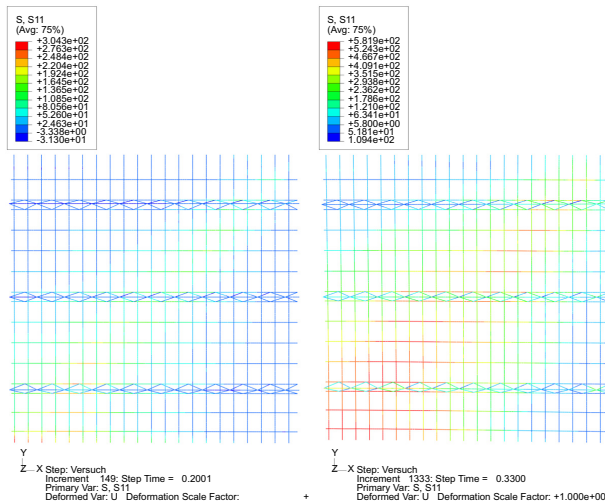 S, S11
(Avg: 75%)
+3.043e+02
+2.763e+02
+2.484e+02
+2.204e+02
+1.924e+02
+1.645e+02
+1.365e+02
+1.085e+02
+8.056e+01
+5.260e+01
+2.463e+01
-3.338e+00
-3.130e+01
S, S11
(Avg: 75%)
+5.819e+02
+5.243e+02
+4.667e+02
+4.091e+02
+3.515e+02
+2.938e+02
+2.362e+02
+1.786e+02
+1.210e+02
+6.341e+01
+5.800e+00
5.181e+01
1.094e+02
Y
Z X Step: Versuch
Increment 149: Step Time = 0.2001
Primary Var: S, S11
Deformed Var: U Deformation Scale Factor: +
Y
Z X Step: Versuch
Increment 1333: Step Time = 0.3300
Primary Var: S, S11
Deformed Var: U Deformation Scale Factor: +1.000e+00